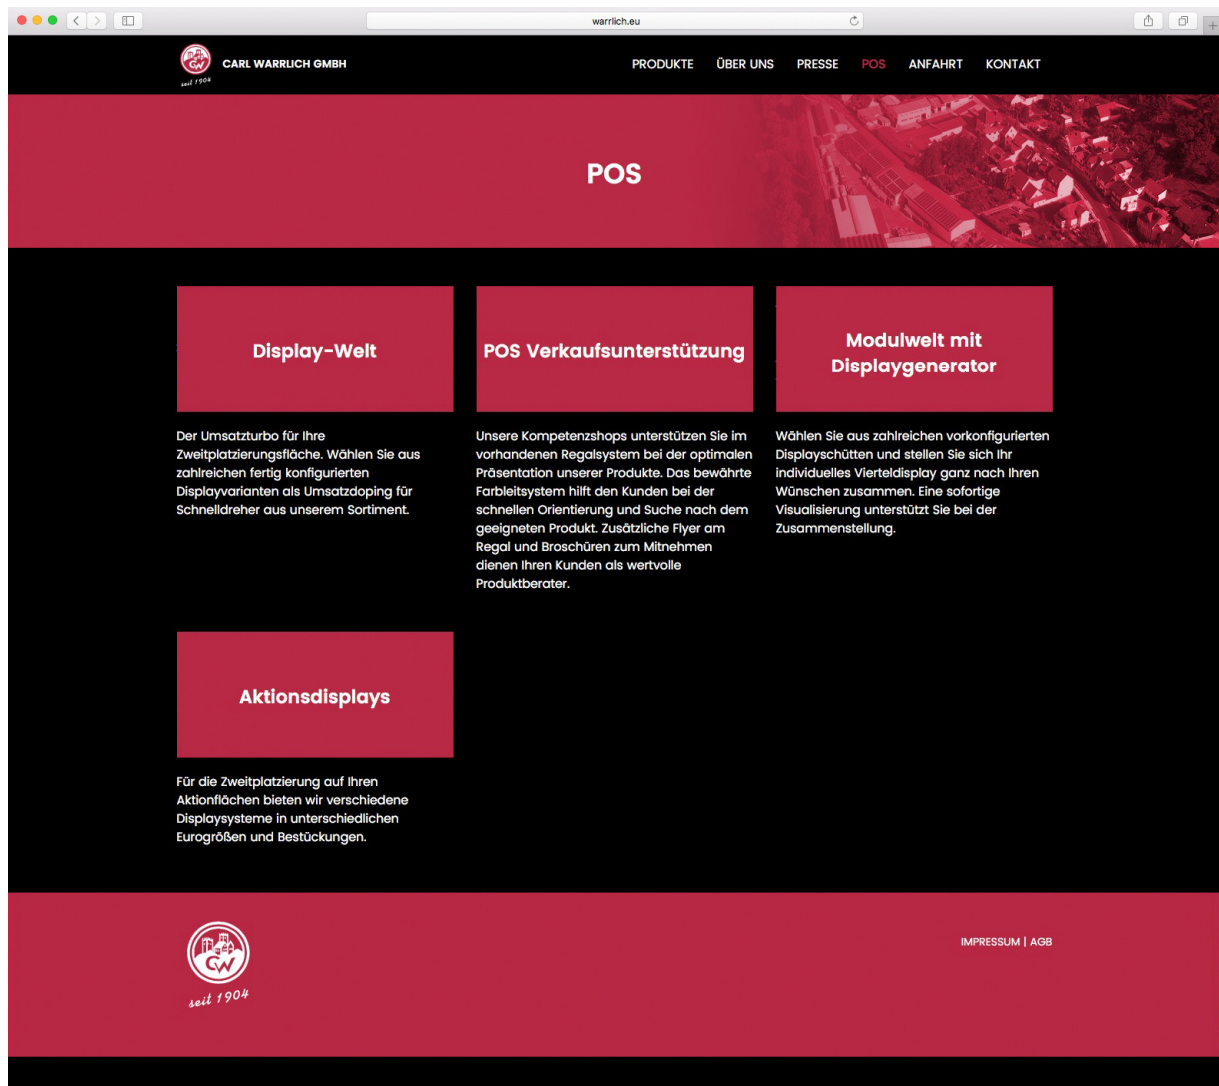 warrlich.eu
CW
seit 1904
CARL WARRLICH GMBH
PRODUKTE ÜBER UNS PRESSE POS ANFAHRT KONTAKT
POS
Display-Welt
Der Umsatzturbo für Ihre
Zweitplatzierungsfläche. Wählen Sie aus
zahlreichen fertig konfigurierten
Displayvarianten als Umsatzdoping für
Schnelldreher aus unserem Sortiment.
POS Verkaufsunterstützung
Unsere Kompetenzshops unterstützen Sie im
vorhandenen Regalsystem bei der optimalen
Präsentation unserer Produkte. Das bewährte
Farbleitsystem hilft den Kunden bei der
schnellen Orientierung und Suche nach dem
geeigneten Produkt. Zusätzliche Flyer am
Regal und Broschüren zum Mitnehmen
dienen Ihren Kunden als wertvolle
Produktberater.
Modulwelt mit
Displaygenerator
Wählen Sie aus zahlreichen vorkonfigurierten
Displayschütten und stellen Sie sich Ihr
individuelles Vierteldisplay ganz nach Ihren
Wünschen zusammen. Eine sofortige
Visualisierung unterstützt Sie bei der
Zusammenstellung.
Aktionsdisplays
Für die Zweitplatzierung auf Ihren
Aktionflächen bieten wir verschiedene
Displaysysteme in unterschiedlichen
Eurogrößen und Bestückungen.
CW
seit 1904
IMPRESSUM | AGB